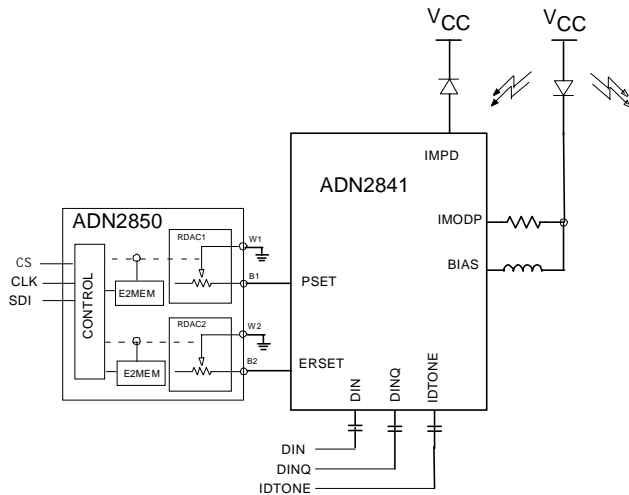 VCC
VCC
IMPD
ADN2841
ADN2850
IMODP
BIAS
RDAC1
W1
B1
PSET
CS
CLK
SDI
CONTROL
E2MEM
RDAC2
W2
B2
ERSET
E2MEM
DIN
DINQ
IDTONE
DIN
DINQ
IDTONE